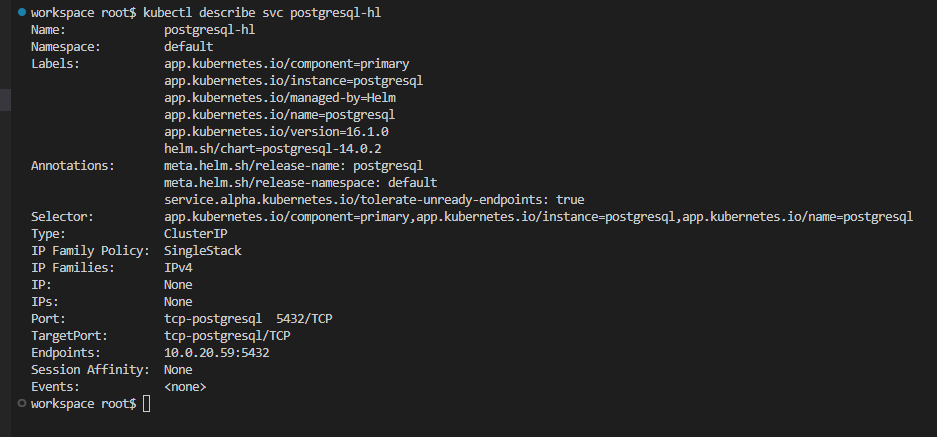 workspace root$ kubectl describe svc postgresql-hl
Name: postgresql-hl
Namespace: default
Labels: app.kubernetes.io/component=primary
app.kubernetes.io/instance=postgresql
app.kubernetes.io/managed-by=Helm
app.kubernetes.io/name=postgresql
app.kubernetes.io/version=16.1.0
helm.sh/chart=postgresql-14.0.2
Annotations: meta.helm.sh/release-name: postgresql
meta.helm.sh/release-namespace: default
service.alpha.kubernetes.io/tolerate-unready-endpoints: true
Selector: app.kubernetes.io/component=primary,app.kubernetes.io/instance=postgresql,app.kubernetes.io/name=postgresql
Type: ClusterIP
IP Family Policy: SingleStack
IP Families: IPv4
IP: None
IPs: None
Port: tcp-postgresql 5432/TCP
TargetPort: tcp-postgresql/TCP
Endpoints: 10.0.20.59:5432
Session Affinity: None
Events: <none>
workspace root$